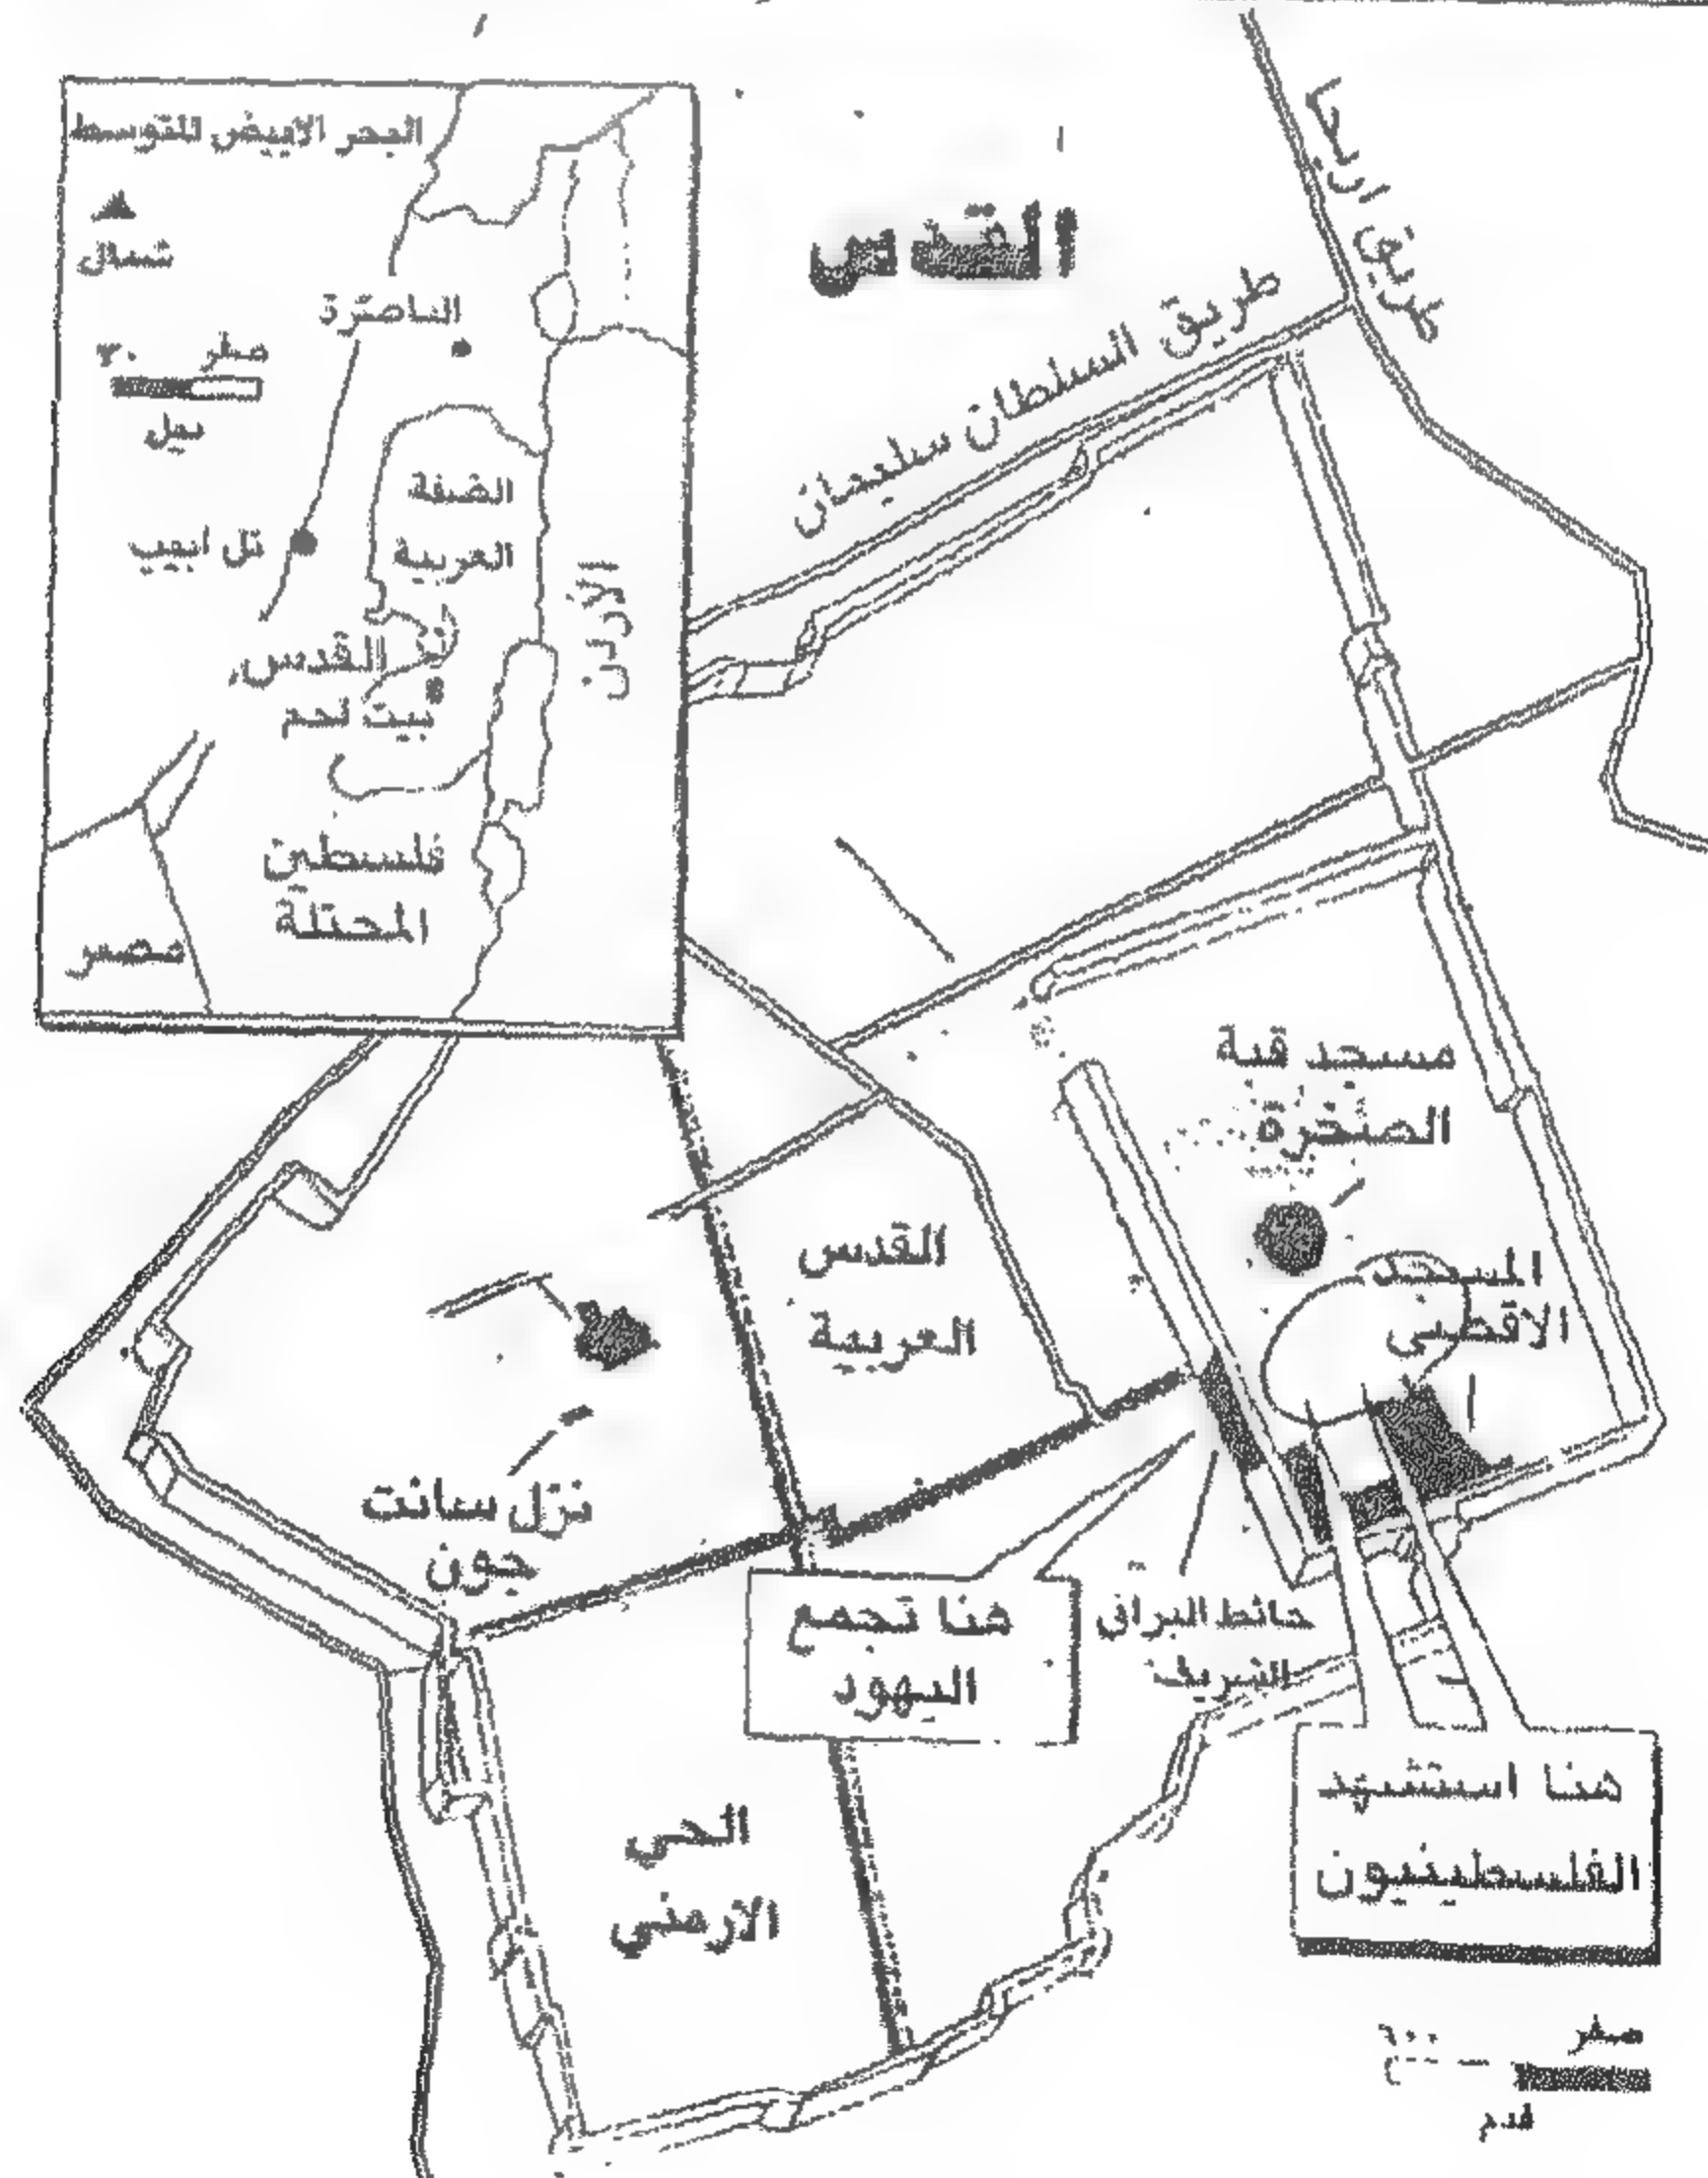 القدس
طريق اريحا
طريق السلطان سليمان
البحر الابيض المتوسط
شمال
صفر ٣٠
ميل
الناصرة
الضفة
الغربية
تل ابيب
الأردن
القدس
بيت لحم
فلسطين
المحتلة
مصر
مسجد قبة
الصخرة
المسجد
الاقصى
القدس
العربية
نزل سانت
جون
هنا تجمع
اليهود
حائط البراق
الشريف
هنا استشهد
الفلسطينيون
الحي
الارمني
صفر ٦٠٠
قدم